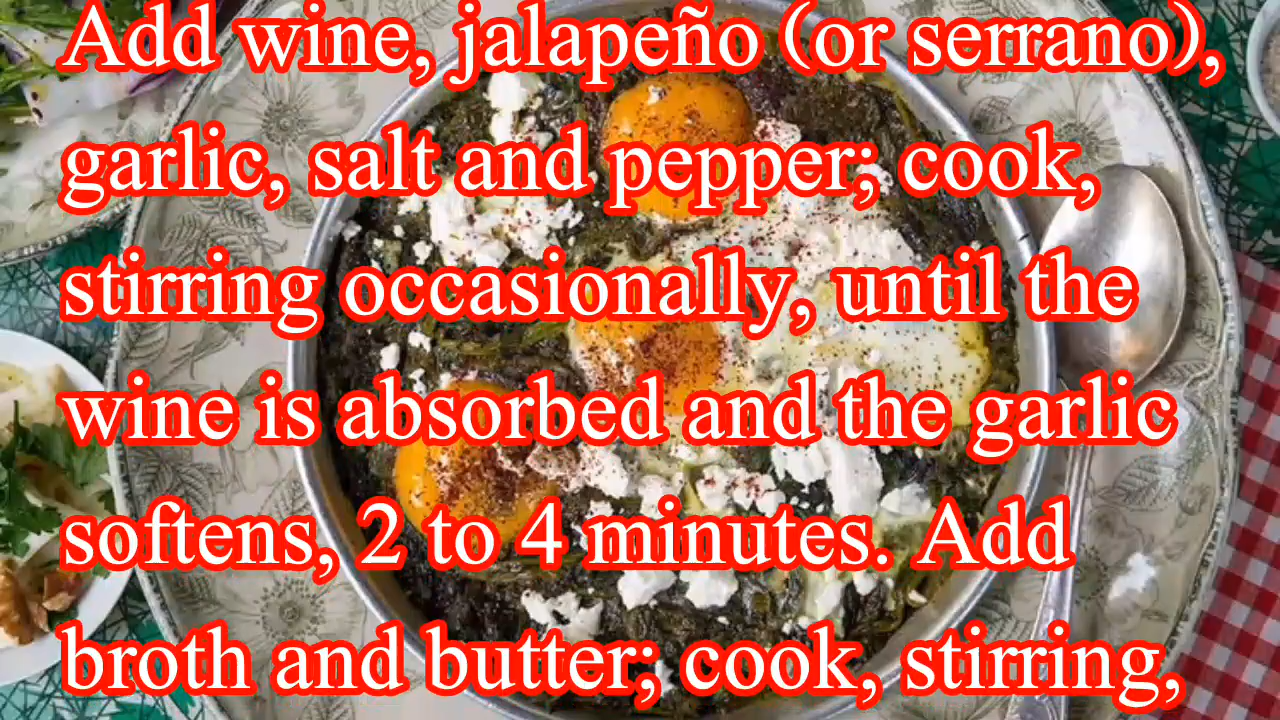 Add wine, jalapeño (or serrano),
garlic, salt and pepper; cook,
stirring occasionally, until the
wine is absorbed and the garlic
softens, 2 to 4 minutes. Add
broth and butter; cook, stirring,